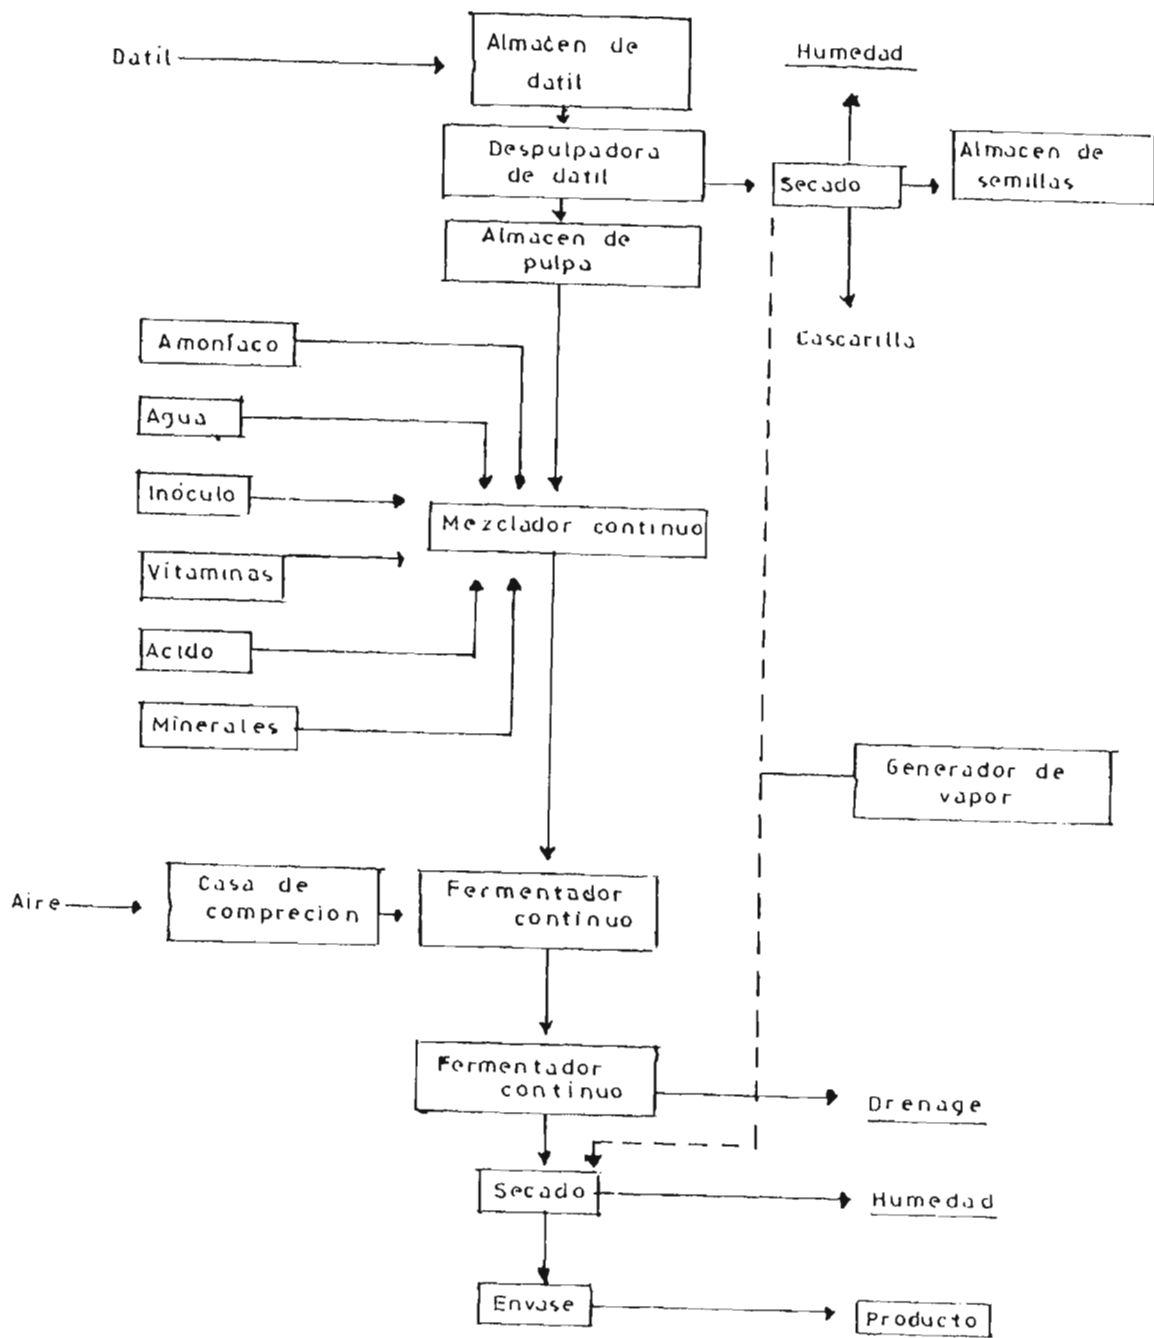 Datil
Almacen de
datil
Humedad
Despulpadora
de datil
Secado
Almacen de
semillas
Almacen de
pulpa
Cascarilla
Amoníaco
Agua
Inóculo
Mezclador continuo
Vitaminas
Acido
Minerales
Generador de
vapor
Aire
Casa de
comprecion
Fermentador
continuo
Fermentador
continuo
Drenage
Secado
Humedad
Envase
Producto